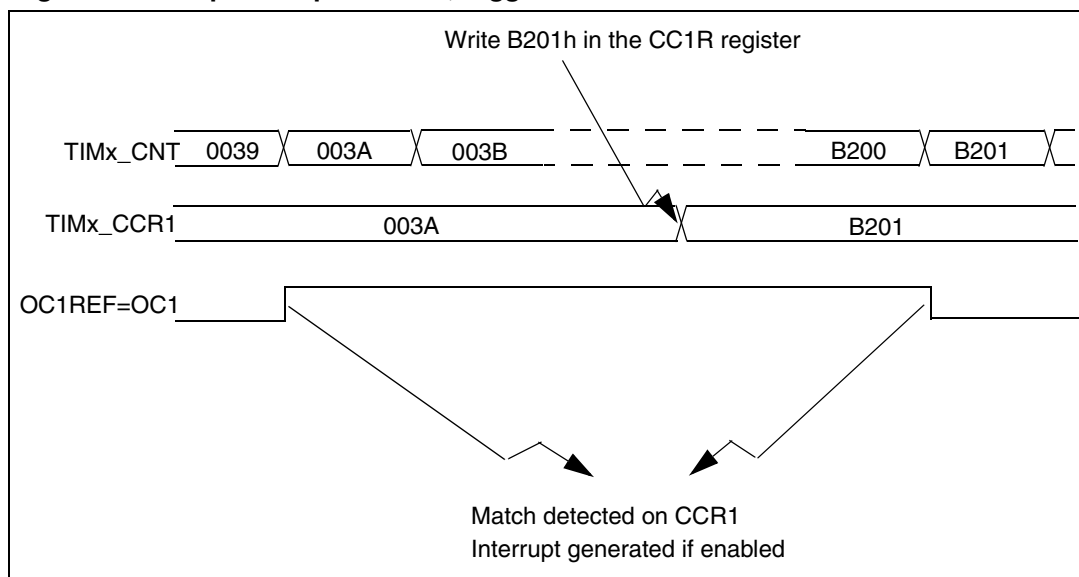 Write B201h in the CC1R register
TIMx_CNT 0039 003A 003B B200 B201
TIMx_CCR1 003A B201
OC1REF=OC1
Match detected on CCR1
Interrupt generated if enabled